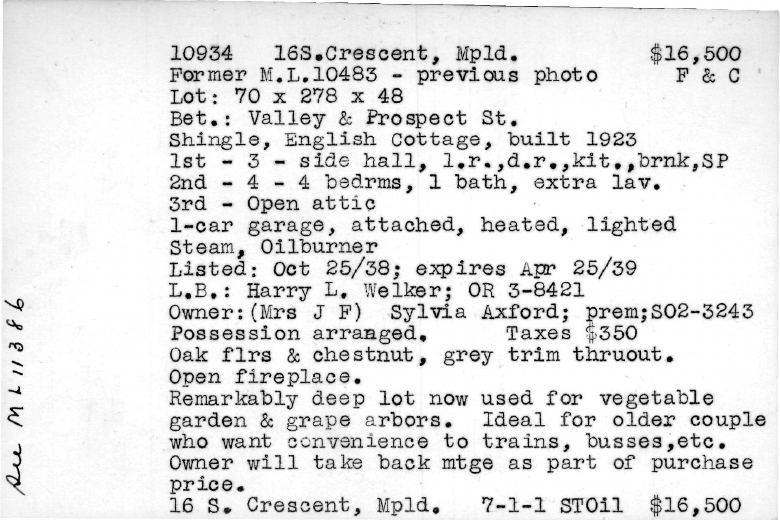 10934 16S.Crescent, Mpld. $16,500
Former M.L.10483 - previous photo F & C
Lot: 70 x 278 x 48
Bet.: Valley & Prospect St.
Shingle, English Cottage, built 1923
1st - 3 - side hall, l.r.,d.r.,kit.,brnk,SP
2nd - 4 - 4 bedrms, 1 bath, extra lav.
3rd - Open attic
1-car garage, attached, heated, lighted
Steam, Oilburner
Listed: Oct 25/38; expires Apr 25/39
L.B.: Harry L. Welker; OR 3-8421
Owner:(Mrs J F) Sylvia Axford; prem;SO2-3243
Possession arranged. Taxes $350
Oak flrs & chestnut, grey trim thruout.
Open fireplace.
Remarkably deep lot now used for vegetable
garden & grape arbors. Ideal for older couple
who want convenience to trains, busses,etc.
Owner will take back mtge as part of purchase
price.
16 S. Crescent, Mpld. 7-1-1 STOil $16,500
See ML11386